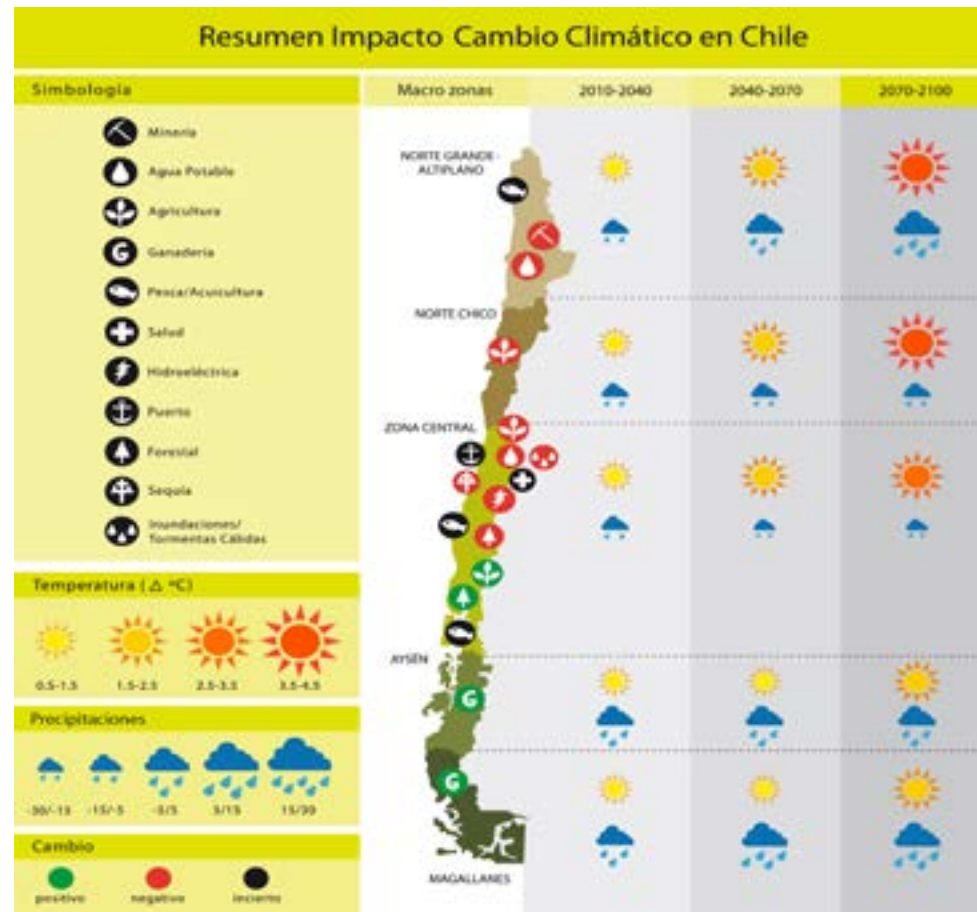 Resumen Impacto Cambio Climático en Chile
Simbología
Macro zonas
2010-2040
2040-2070
2070-2100
Minería
Agua Potable
Agricultura
G
Ganadería
Pesca/Acuicultura
Salud
Hidroeléctrica
Puerto
Forestal
Sequía
Inundaciones/
Tormentas Cálidas
NORTE GRANDE-
ALTIPLANO
NORTE CHICO
ZONA CENTRAL
AYSÉN
G
G
MAGALLANES
Temperatura (△ ºC)
0.5-1.5
1.5-2.5
2.5-3.5
3.5-4.5
Precipitaciones
-30/-15
-15/-5
-5/5
5/15
15/30
Cambio
positivo
negativo
incierto